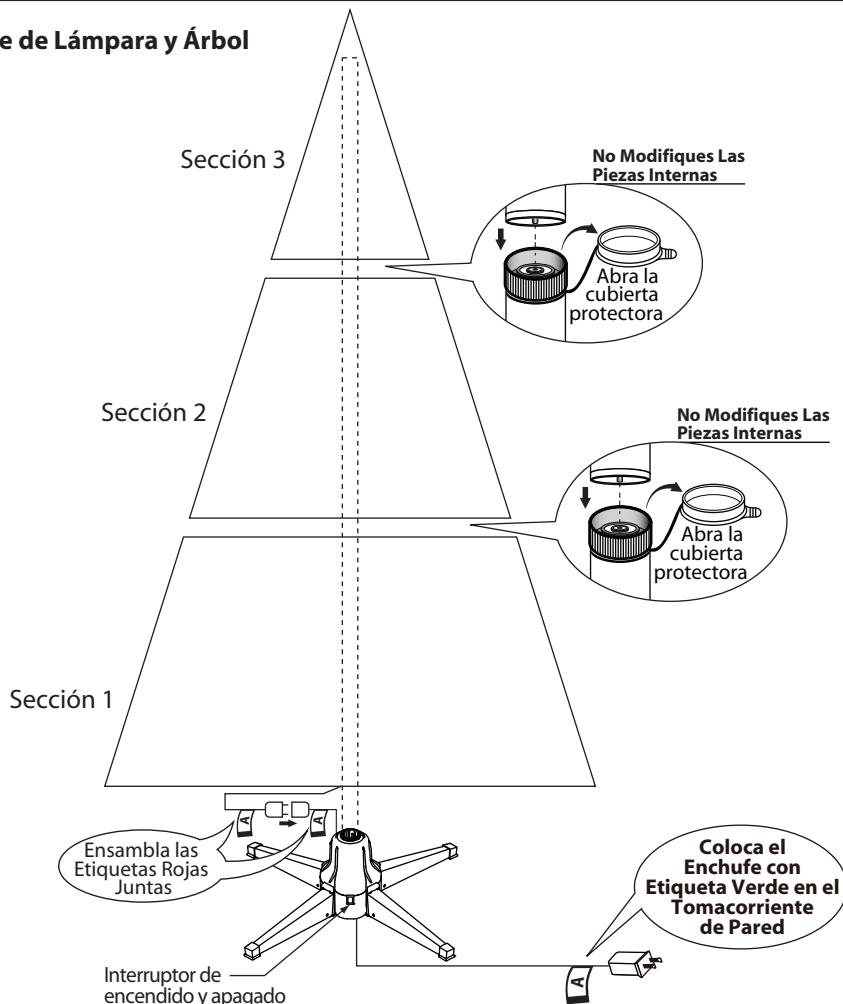 e de Lámpara y Árbol
Sección 3
No Modifiques Las
Piezas Internas
Abra la
cubierta
protectora
Sección 2
No Modifiques Las
Piezas Internas
Abra la
cubierta
protectora
Sección 1
A
A
Ensambla las
Etiquetas Rojas
Juntas
Coloca el
Enchufe con
Etiqueta Verde en el
Tomacorriente
de Pared
A
Interruptor de
encendido y apagado